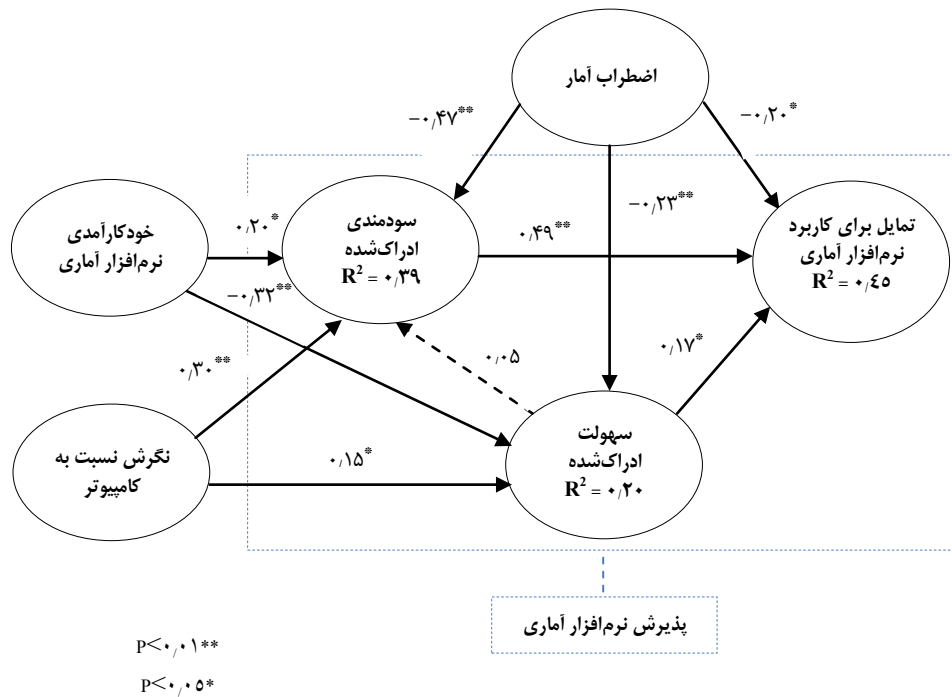 اضطراب آمار
−۰/۴۷**
−۰/۲۰*
خودکارآمدی
نرم‌افزار آماری
۰/۲۰*
سودمندی
ادراک‌شده
R² = ۰/۳۹
−۰/۲۳**
۰/۴۹**
تمایل برای کاربرد
نرم‌افزار آماری
R² = ۰/٤٥
−۰/۳۲**
۰/۳۰**
۰/۰۵
۰/۱۷*
نگرش نسبت به
کامپیوتر
۰/۱۵*
سهولت
ادراک‌شده
R² = ۰/۲۰
پذیرش نرم‌افزار آماری
P<۰/۰۱**
P<۰/۰۵*